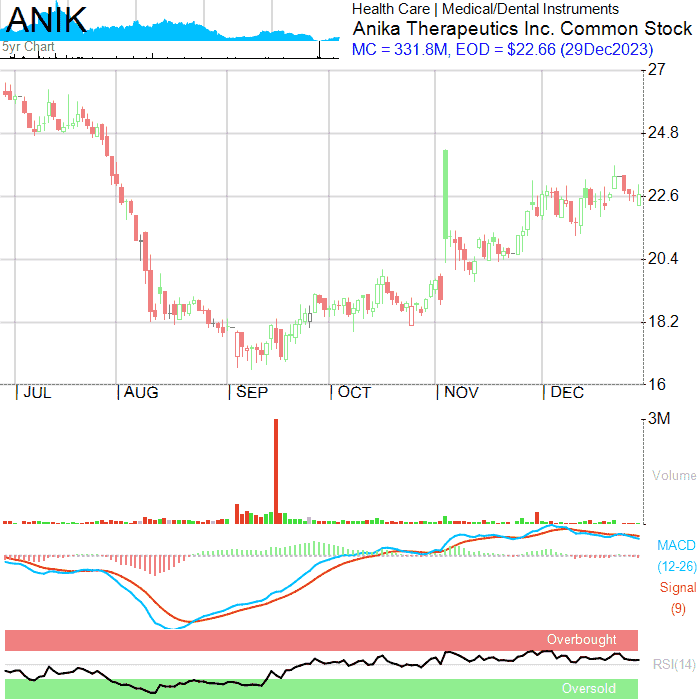 ANIK
5yr Chart
Health Care | Medical/Dental Instruments
Anika Therapeutics Inc. Common Stock
MC = 331.8M, EOD = $22.66 (29Dec2023)
27
24.8
22.6
20.4
18.2
16
| JUL | AUG | SEP | OCT | NOV | DEC
3M
Volume
MACD
(12-26)
Signal
(9)
Overbought
RSI(14)
Oversold